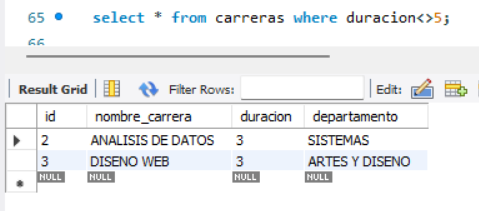 65 select * from carreras where duracion<>5;
66
Result Grid Filter Rows: Edit:
id nombre_carrera duracion departamento
2 ANALISIS DE DATOS 3 SISTEMAS
3 DISENO WEB 3 ARTES Y DISENO
NULL NULL NULL NULL